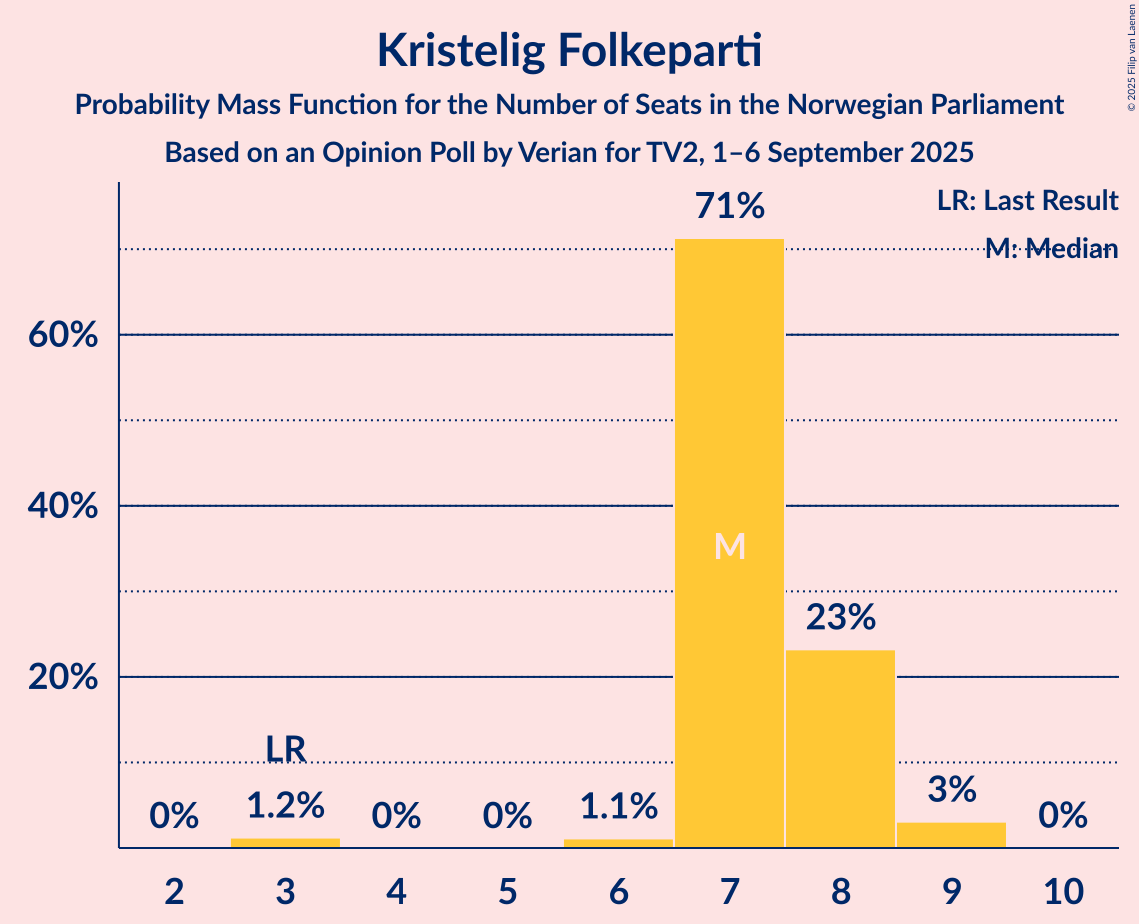 Kristelig Folkeparti
Probability Mass Function for the Number of Seats in the Norwegian Parliament
Based on an Opinion Poll by Verian for TV2, 1–6 September 2025
© 2025 Filip van Laenen
LR: Last Result
M: Median
71%
60%
40%
M
23%
20%
LR
3%
0% 1.2% 0% 0% 1.1% 0%
2 3 4 5 6 7 8 9 10